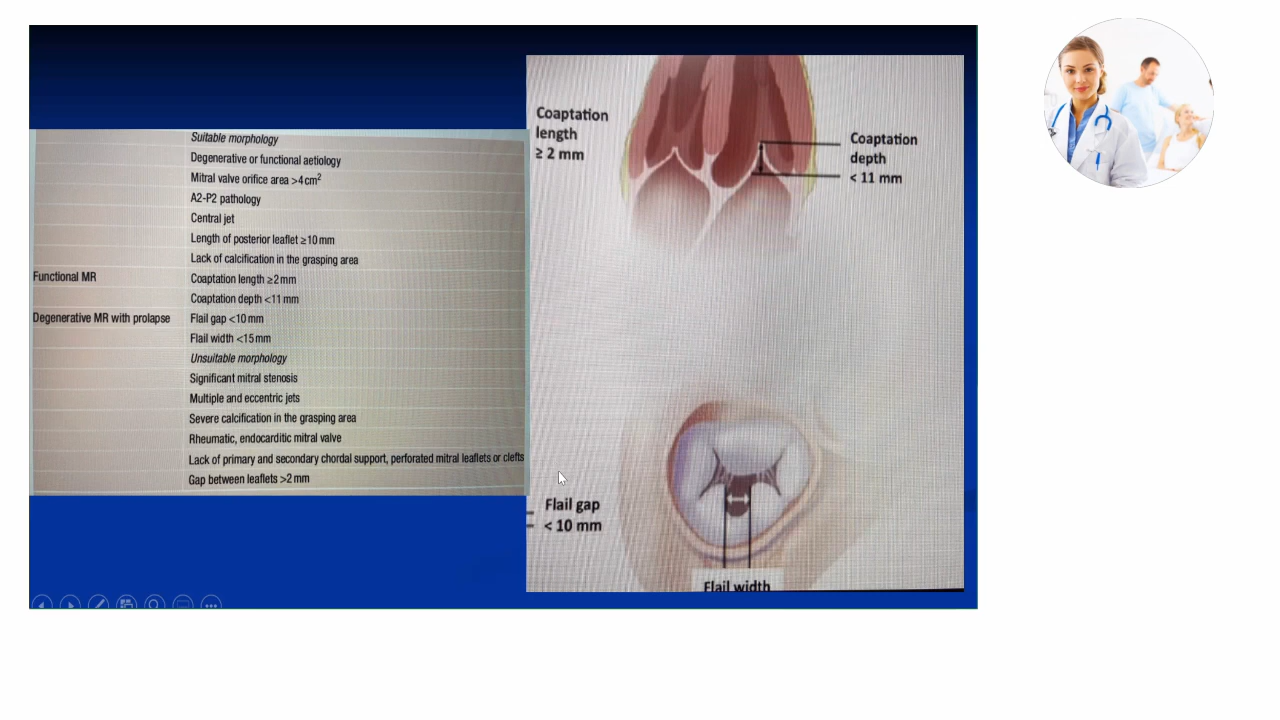 Suitable morphology
Degenerative or functional aetiology
Mitral valve orifice area >4 cm²
A2-P2 pathology
Central jet
Length of posterior leaflet ≥10 mm
Lack of calcification in the grasping area
Functional MR Coaptation length ≥2 mm
Coaptation depth <11 mm
Degenerative MR with prolapse Flail gap <10 mm
Flail width <15 mm
Unsuitable morphology
Significant mitral stenosis
Multiple and eccentric jets
Severe calcification in the grasping area
Rheumatic, endocarditic mitral valve
Lack of primary and secondary chordal support, perforated mitral leaflets or clefts
Gap between leaflets >2 mm
Coaptation
length
≥ 2 mm
Coaptation
depth
< 11 mm
Flail gap
< 10 mm
Flail width